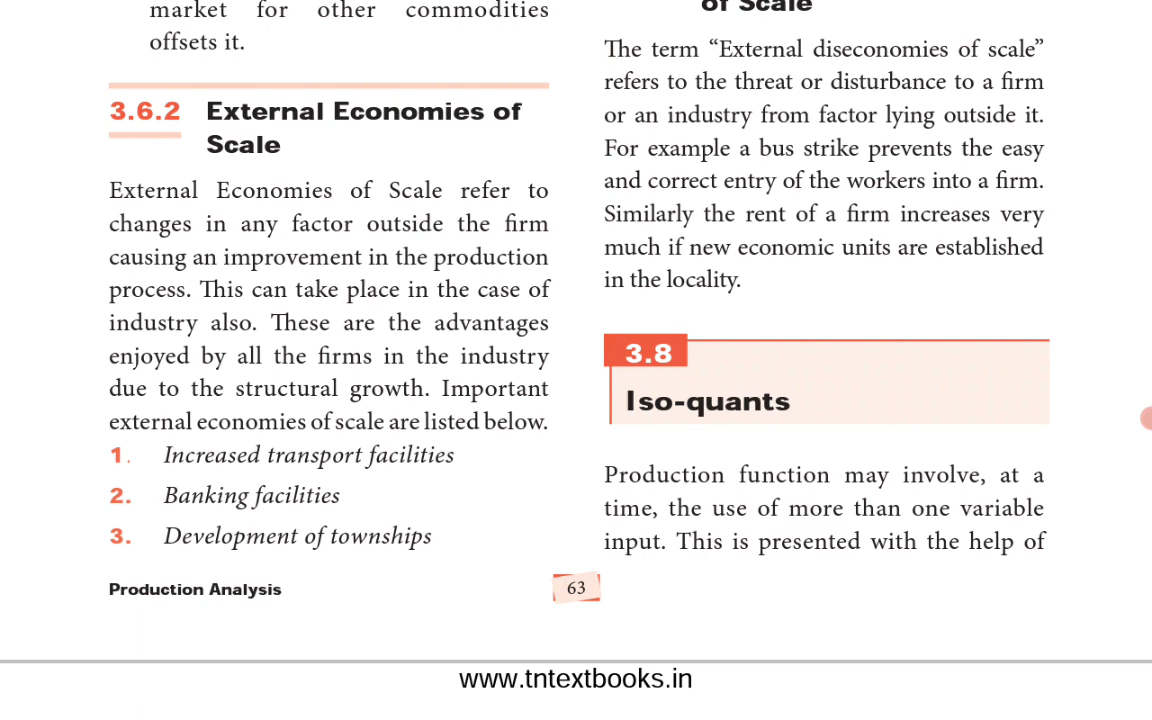 market for other commodities
offsets it.
3.6.2 External Economies of
Scale
External Economies of Scale refer to
changes in any factor outside the firm
causing an improvement in the production
process. This can take place in the case of
industry also. These are the advantages
enjoyed by all the firms in the industry
due to the structural growth. Important
external economies of scale are listed below.
1. Increased transport facilities
2. Banking facilities
3. Development of townships
of Scale
The term “External diseconomies of scale”
refers to the threat or disturbance to a firm
or an industry from factor lying outside it.
For example a bus strike prevents the easy
and correct entry of the workers into a firm.
Similarly the rent of a firm increases very
much if new economic units are established
in the locality.
3.8
Iso-quants
Production function may involve, at a
time, the use of more than one variable
input. This is presented with the help of
Production Analysis
63
www.tntextbooks.in